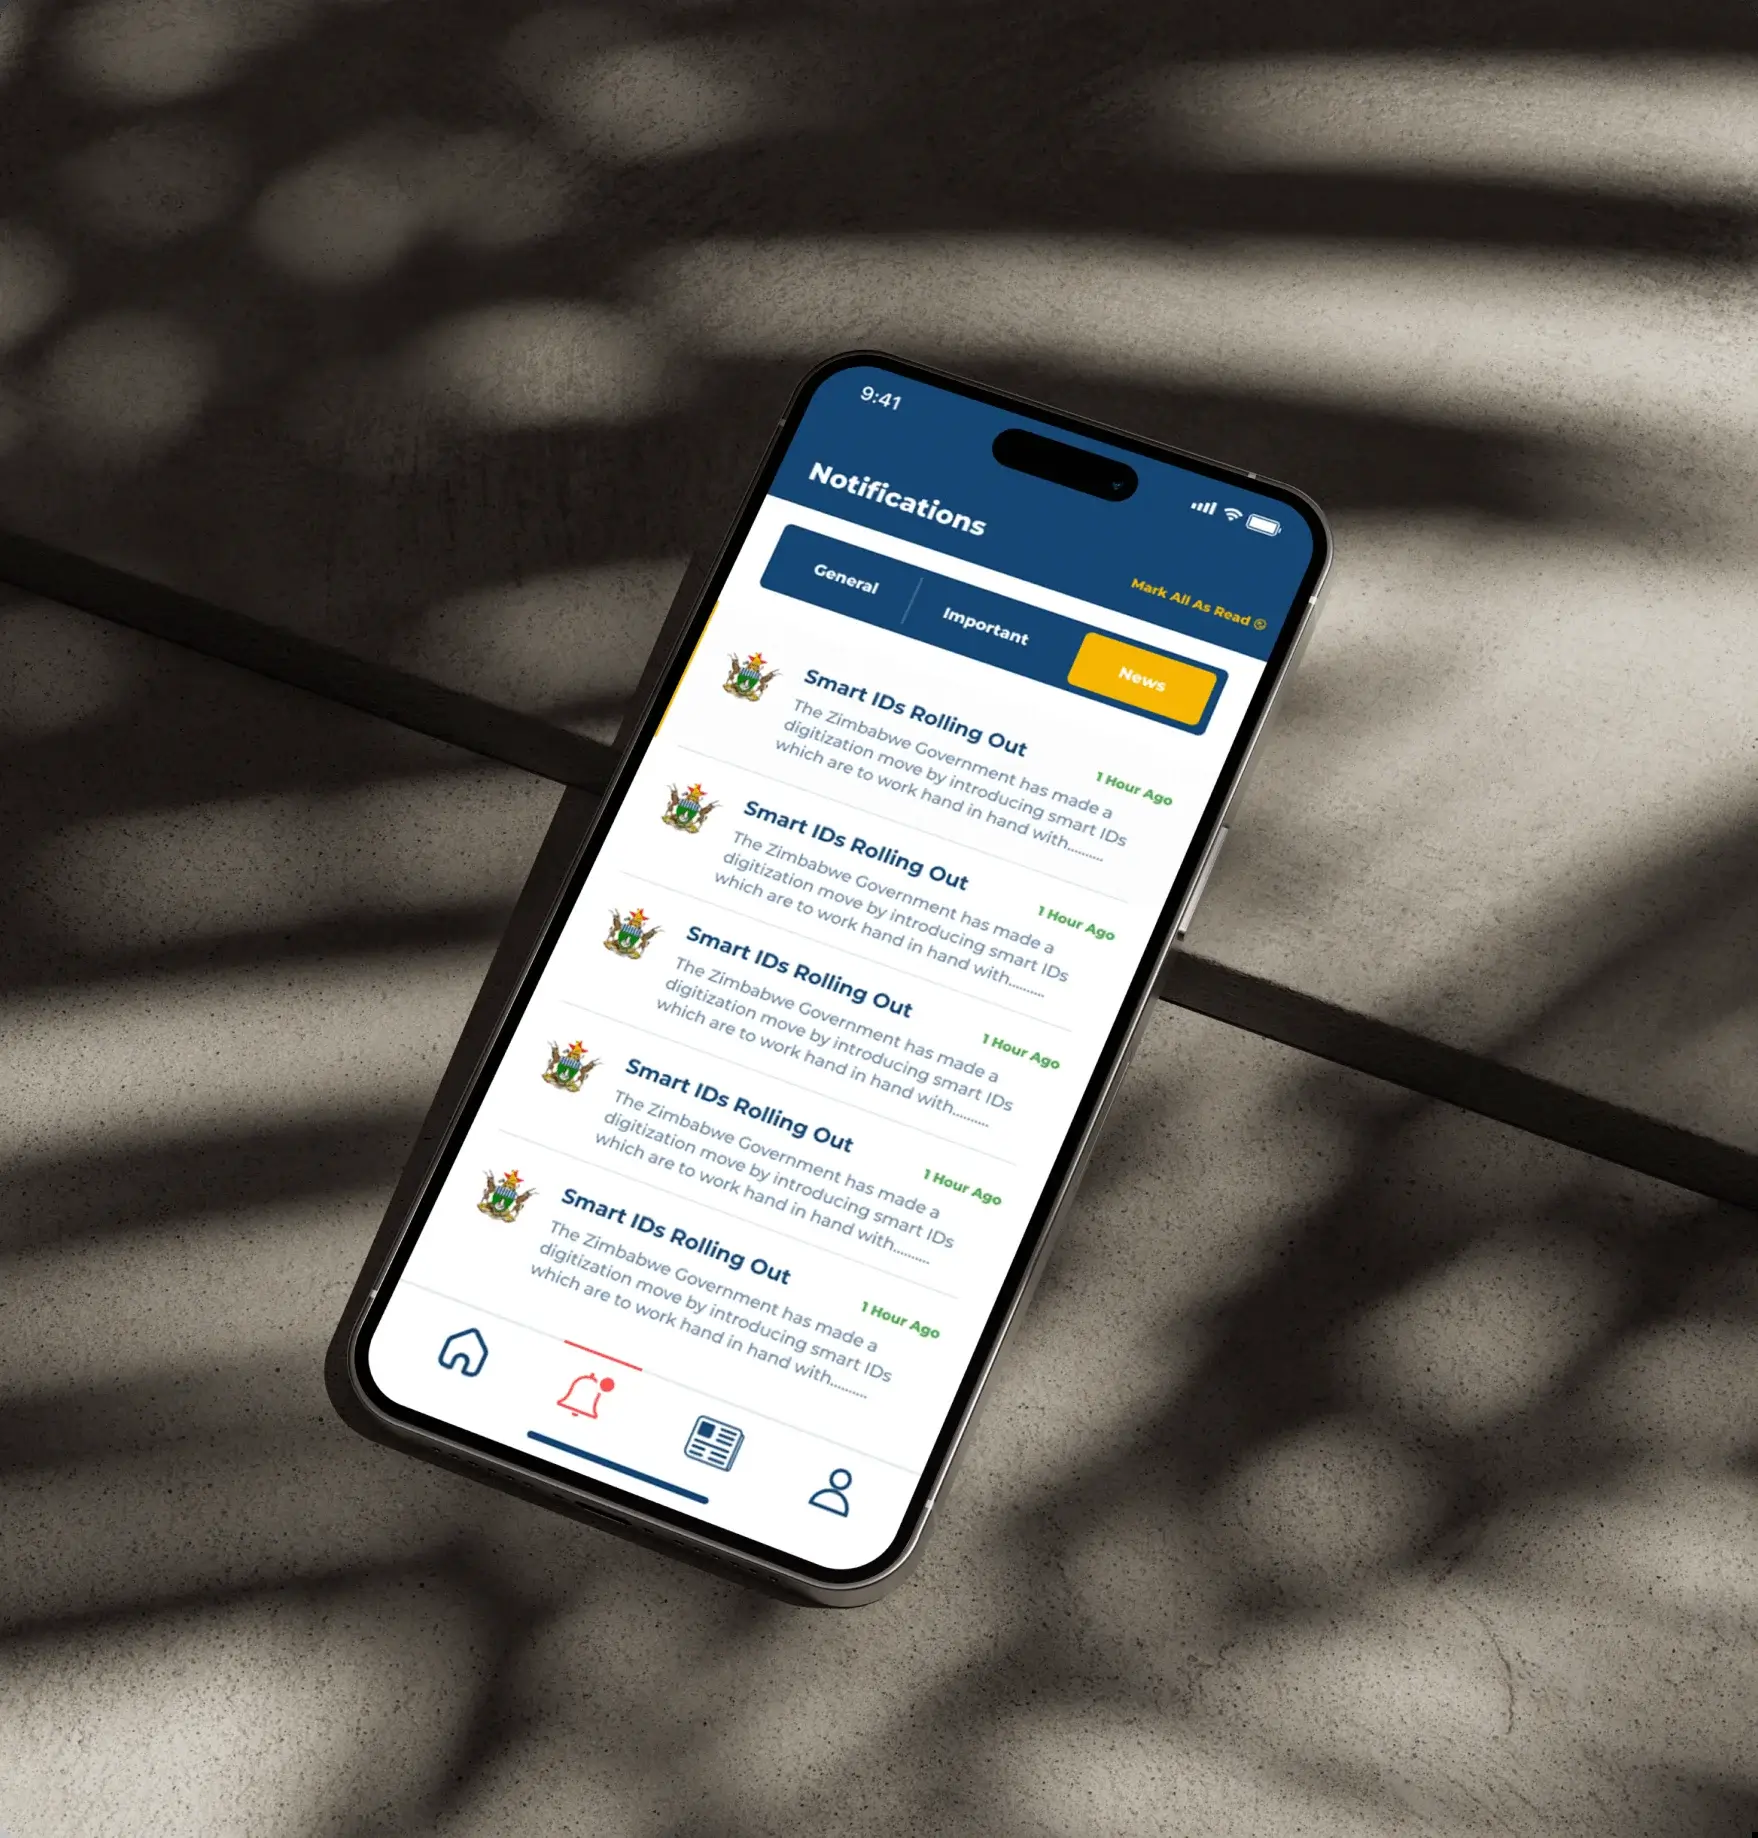 9:41
Notifications
Mark All As Read
General
Important
News
Smart IDs Rolling Out
1 Hour Ago
The Zimbabwe Government has made a
digitization move by introducing smart IDs
which are to work hand in hand with..........
Smart IDs Rolling Out
1 Hour Ago
The Zimbabwe Government has made a
digitization move by introducing smart IDs
which are to work hand in hand with..........
Smart IDs Rolling Out
1 Hour Ago
The Zimbabwe Government has made a
digitization move by introducing smart IDs
which are to work hand in hand with..........
Smart IDs Rolling Out
1 Hour Ago
The Zimbabwe Government has made a
digitization move by introducing smart IDs
which are to work hand in hand with..........
Smart IDs Rolling Out
1 Hour Ago
The Zimbabwe Government has made a
digitization move by introducing smart IDs
which are to work hand in hand with..........